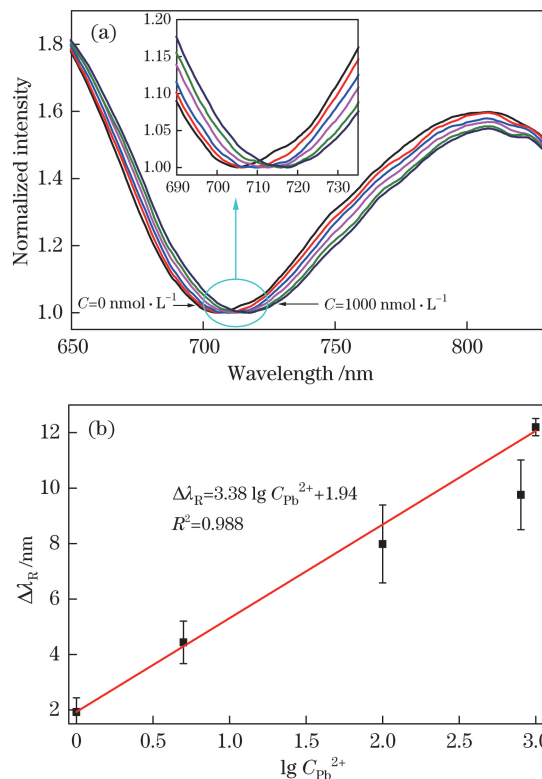 (a)
1.20
1.15
1.10
1.05
1.00
690 700 710 720 730
1.8
1.6
1.4
1.2
1.0
Normalized intensity
C=0 nmol·L⁻¹
C=1000 nmol·L⁻¹
650 700 750 800
Wavelength /nm
(b)
12
10
8
6
4
2
Δλ_R /nm
Δλ_R=3.38 lg C_Pb²⁺+1.94
R²=0.988
0 0.5 1.0 1.5 2.0 2.5 3.0
lg C_Pb²⁺